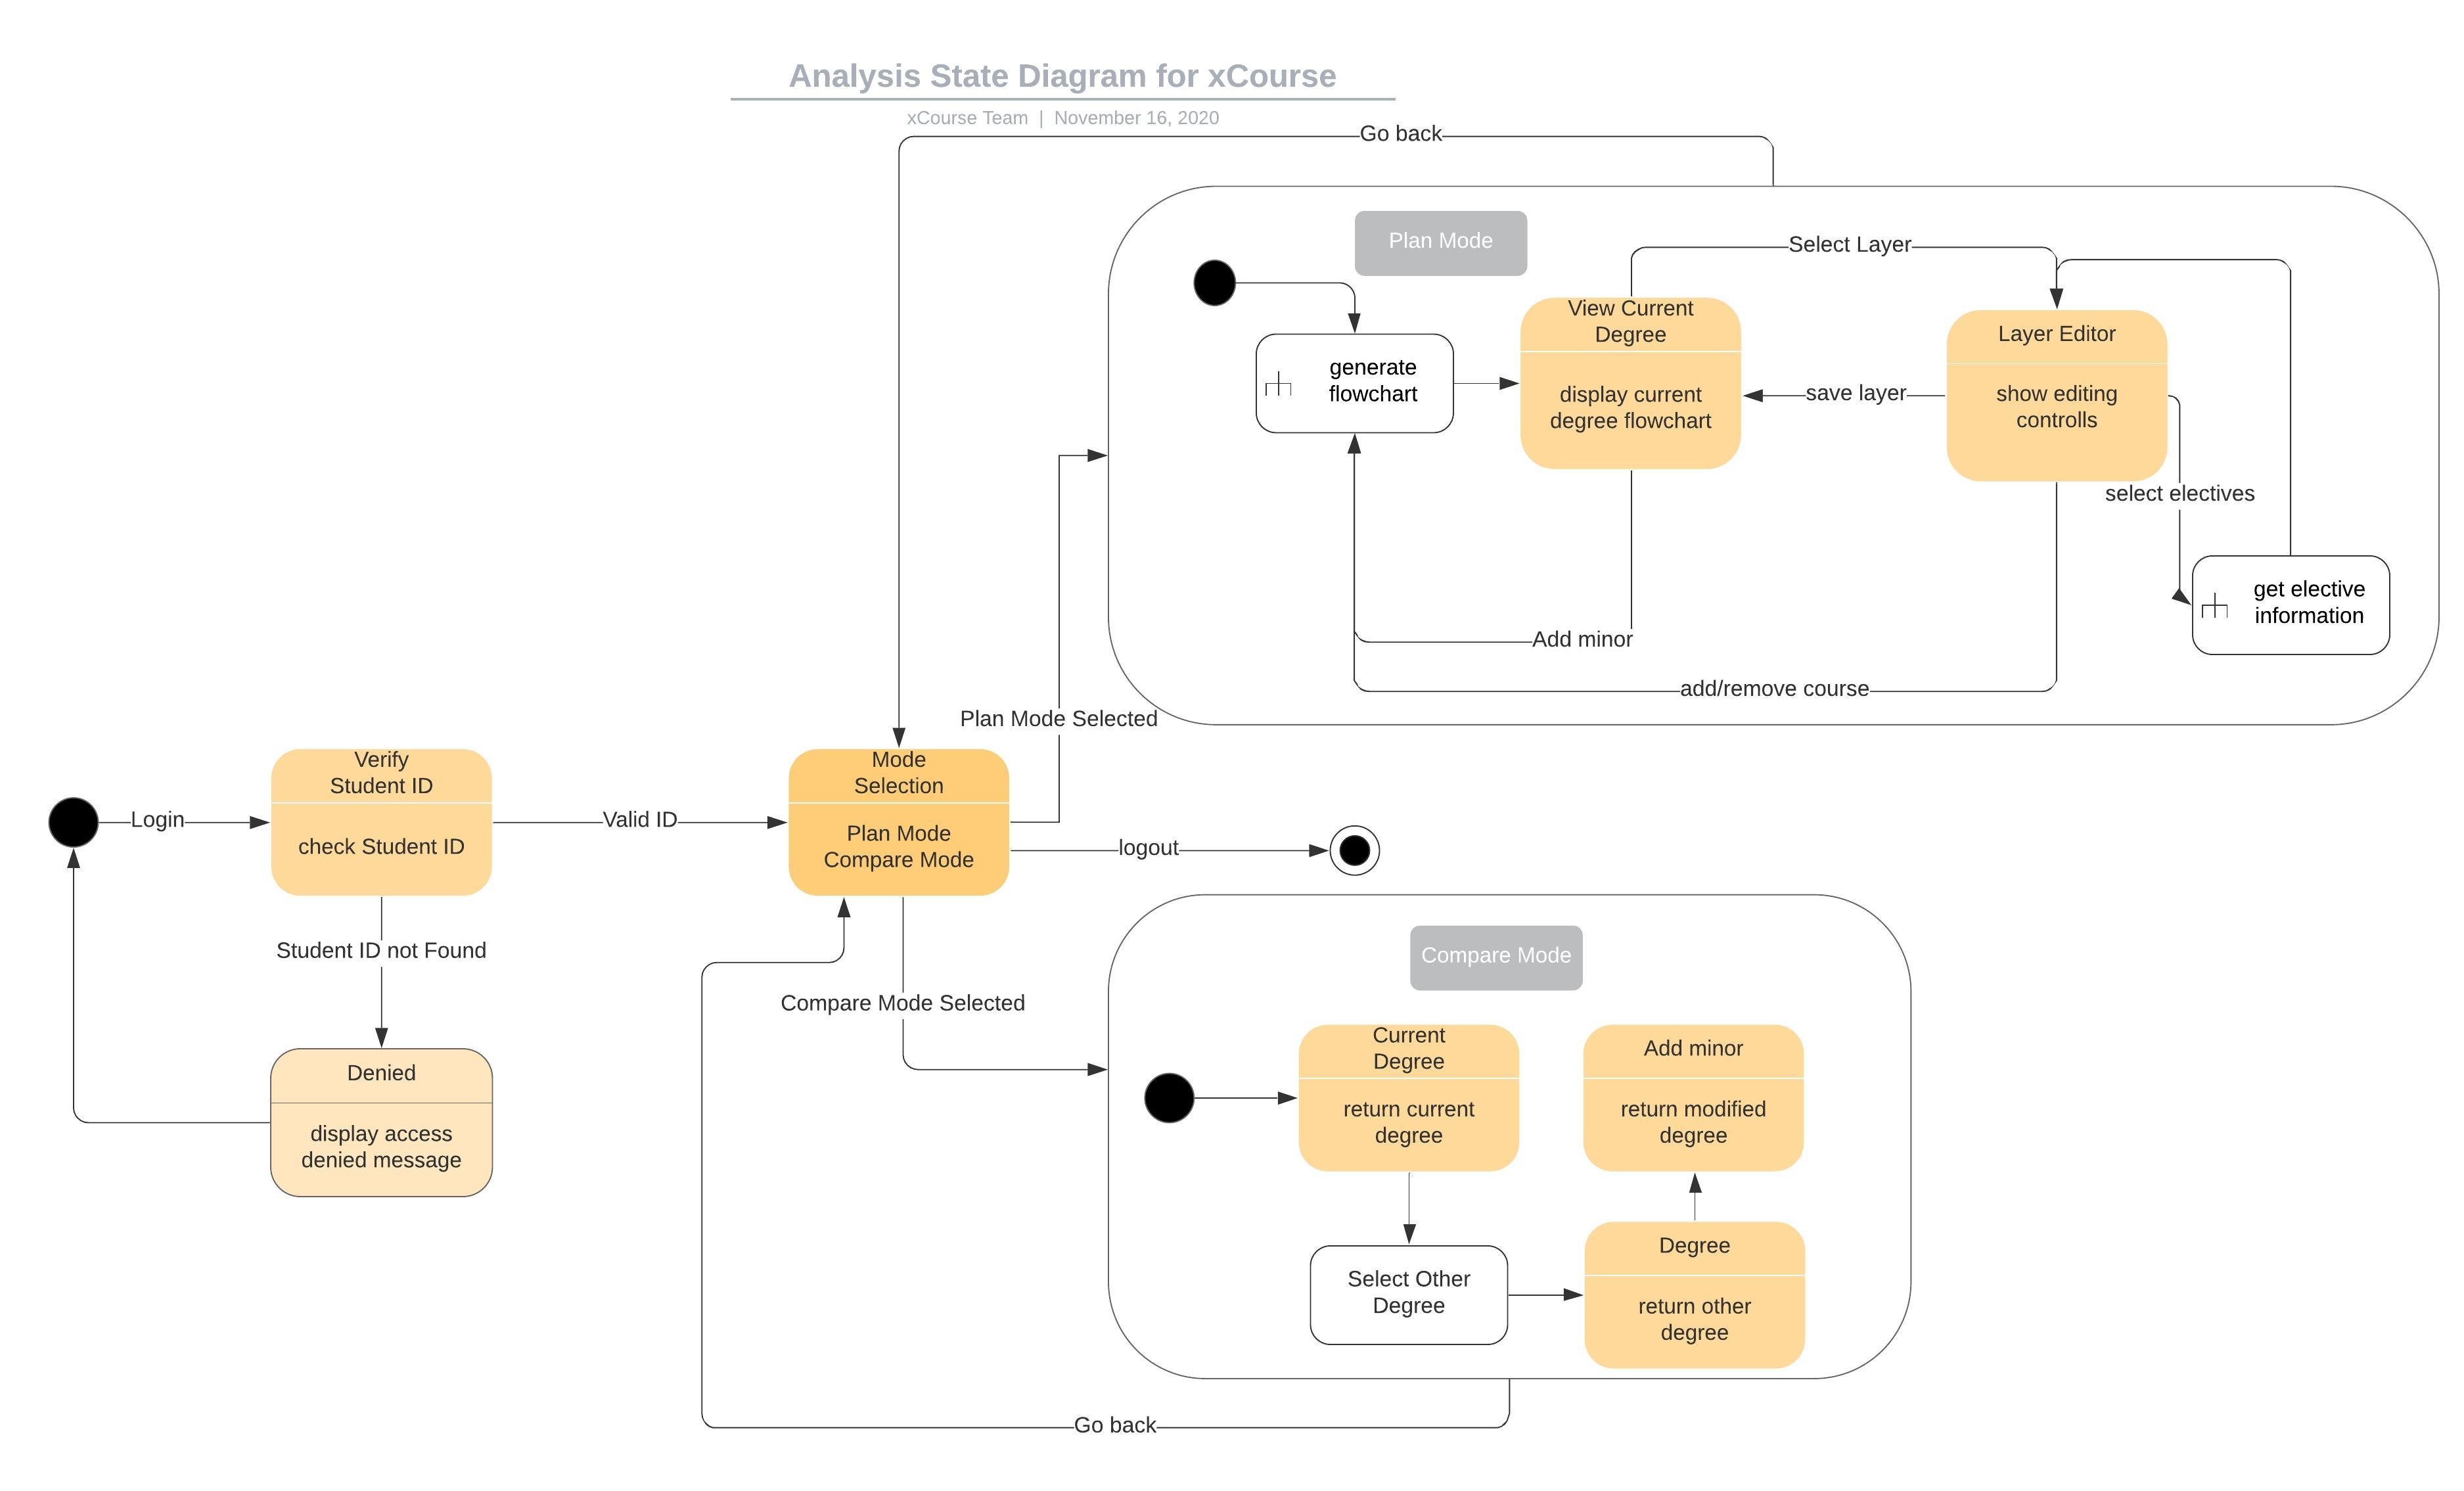 Analysis State Diagram for xCourse
xCourse Team | November 16, 2020
Go back
Plan Mode
Select Layer
View Current
Degree
display current
degree flowchart
Layer Editor
show editing
controlls
generate
flowchart
save layer
select electives
get elective
information
Add minor
add/remove course
Plan Mode Selected
Login
Verify
Student ID
check Student ID
Valid ID
Mode
Selection
Plan Mode
Compare Mode
logout
Student ID not Found
Denied
display access
denied message
Compare Mode Selected
Compare Mode
Current
Degree
return current
degree
Add minor
return modified
degree
Select Other
Degree
Degree
return other
degree
Go back